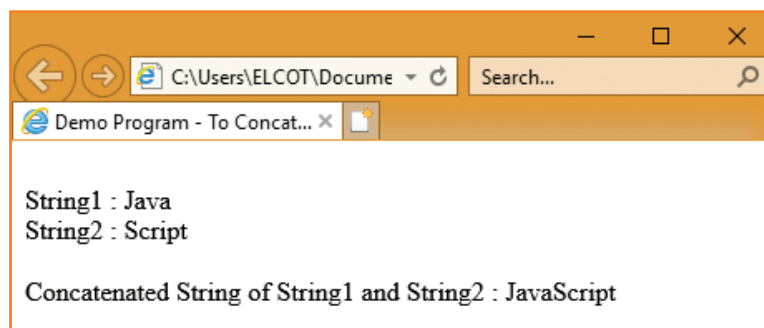 C:\Users\ELCOT\Docume
Search...
Demo Program - To Concat...
String1 : Java
String2 : Script
Concatenated String of String1 and String2 : JavaScript